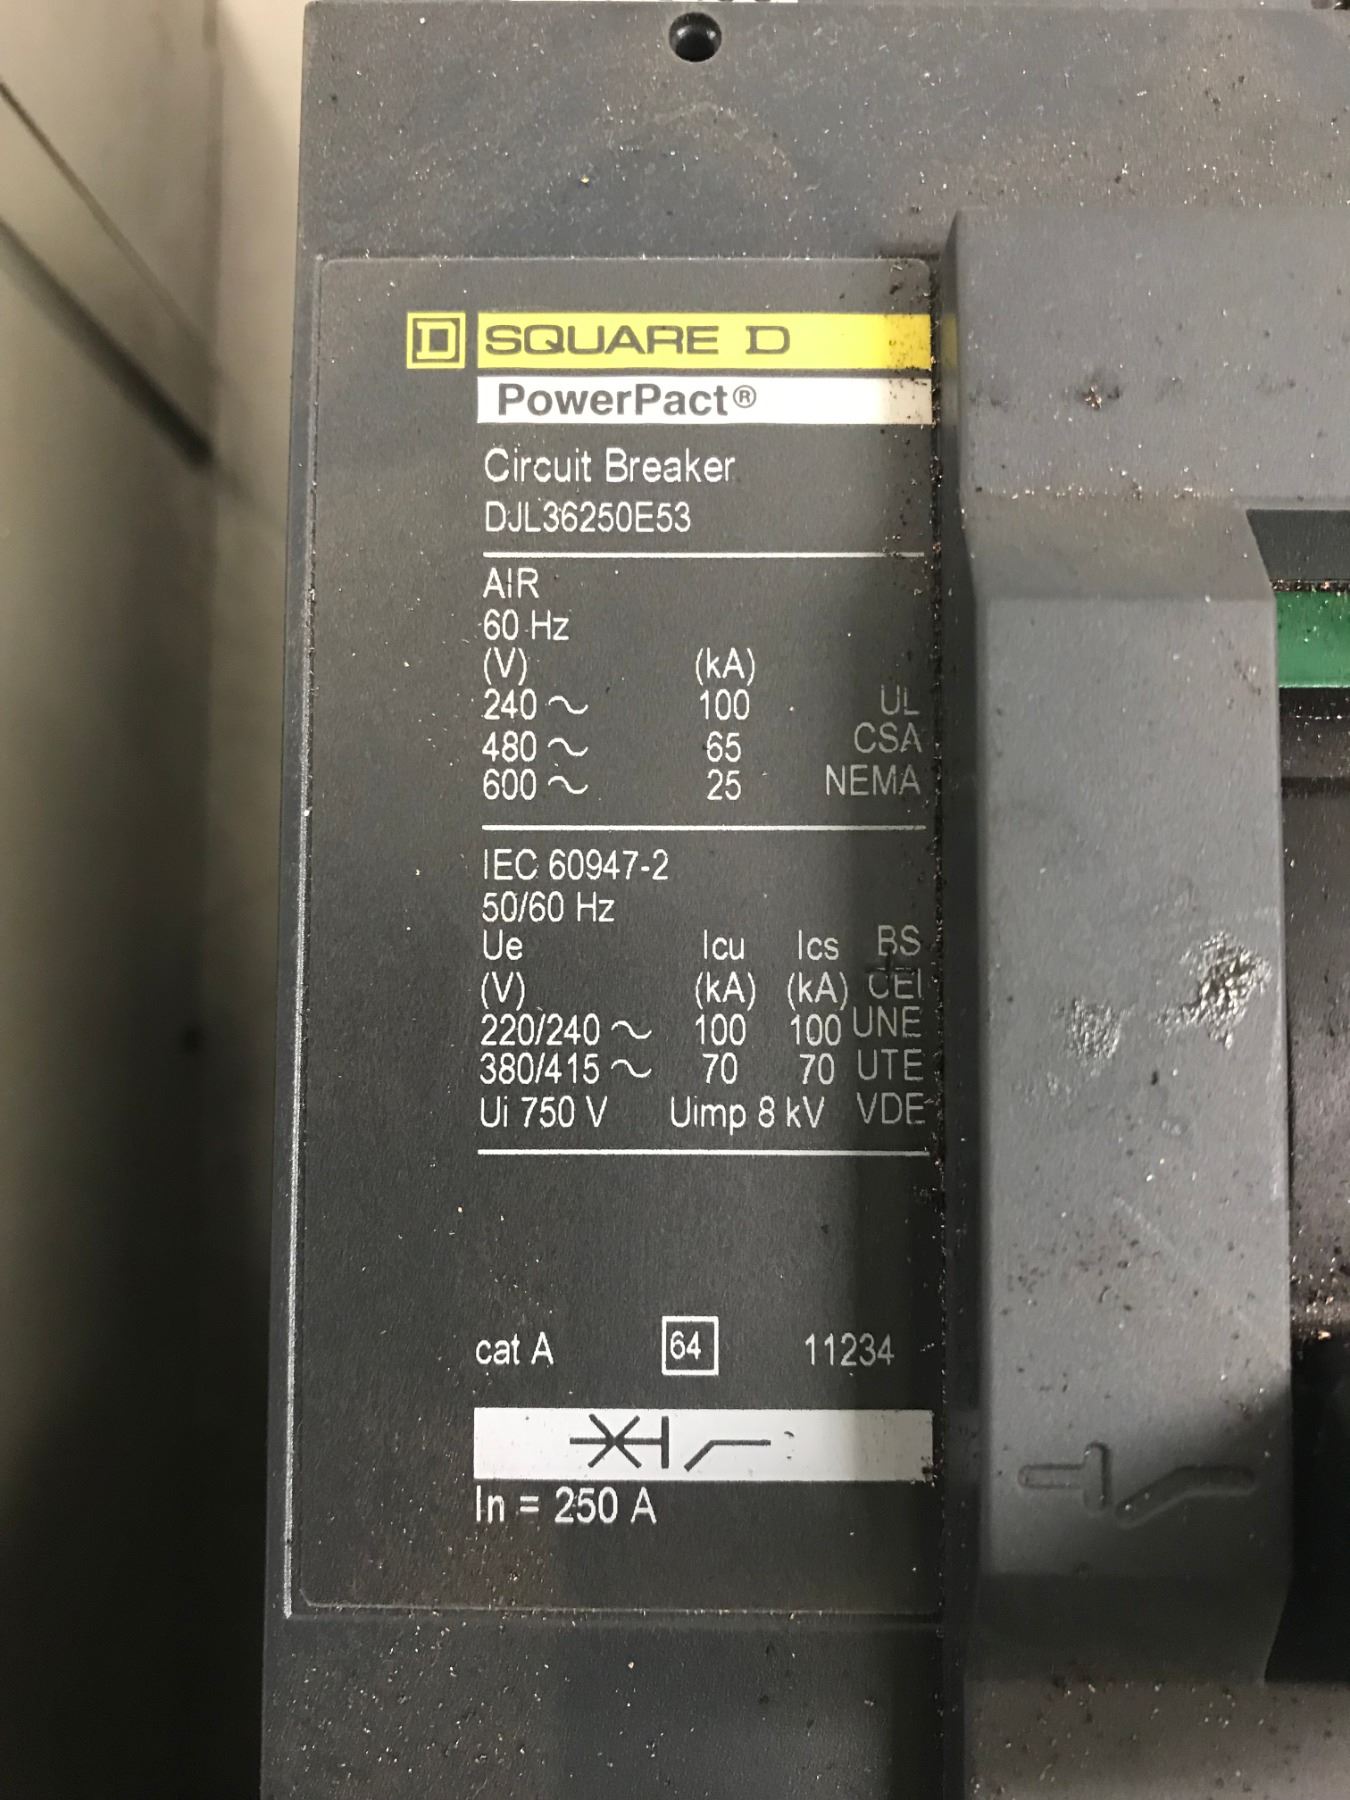 SQUARE D
PowerPact®
Circuit Breaker
DJL36250E53
AIR
60 Hz
(V) (kA)
240 ~ 100 UL
480 ~ 65 CSA
600 ~ 25 NEMA
IEC 60947-2
50/60 Hz
Ue Icu Ics BS
(V) (kA) (kA) CEI
220/240 ~ 100 100 UNE
380/415 ~ 70 70 UTE
Ui 750 V Uimp 8 kV VDE
cat A 64 11234
In = 250 A